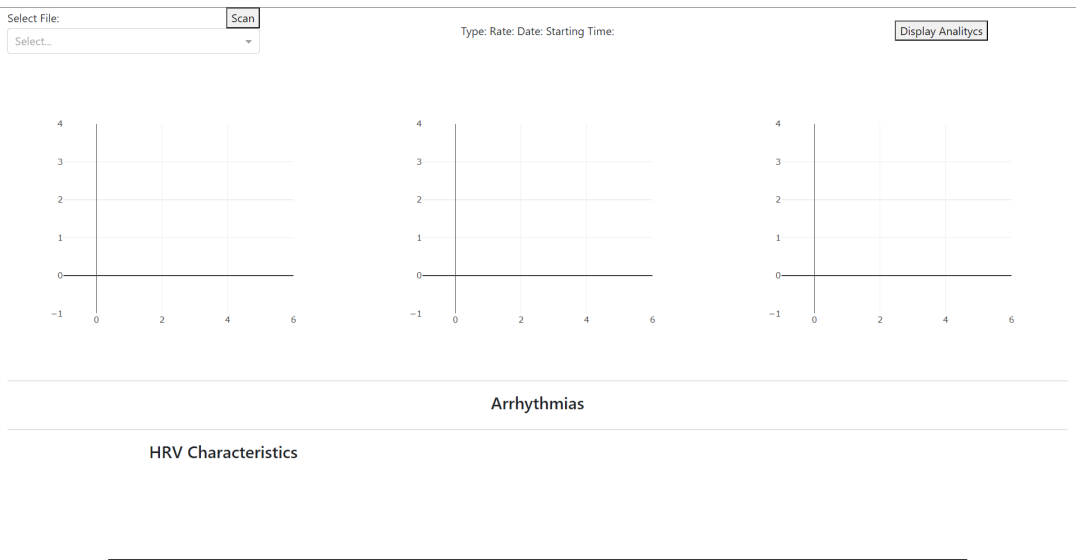 Select File:
Scan
Select...
Type: Rate: Date: Starting Time:
Display Analitycs
4
3
2
1
0
−1
0 2 4 6
4
3
2
1
0
−1
0 2 4 6
4
3
2
1
0
−1
0 2 4 6
Arrhythmias
HRV Characteristics